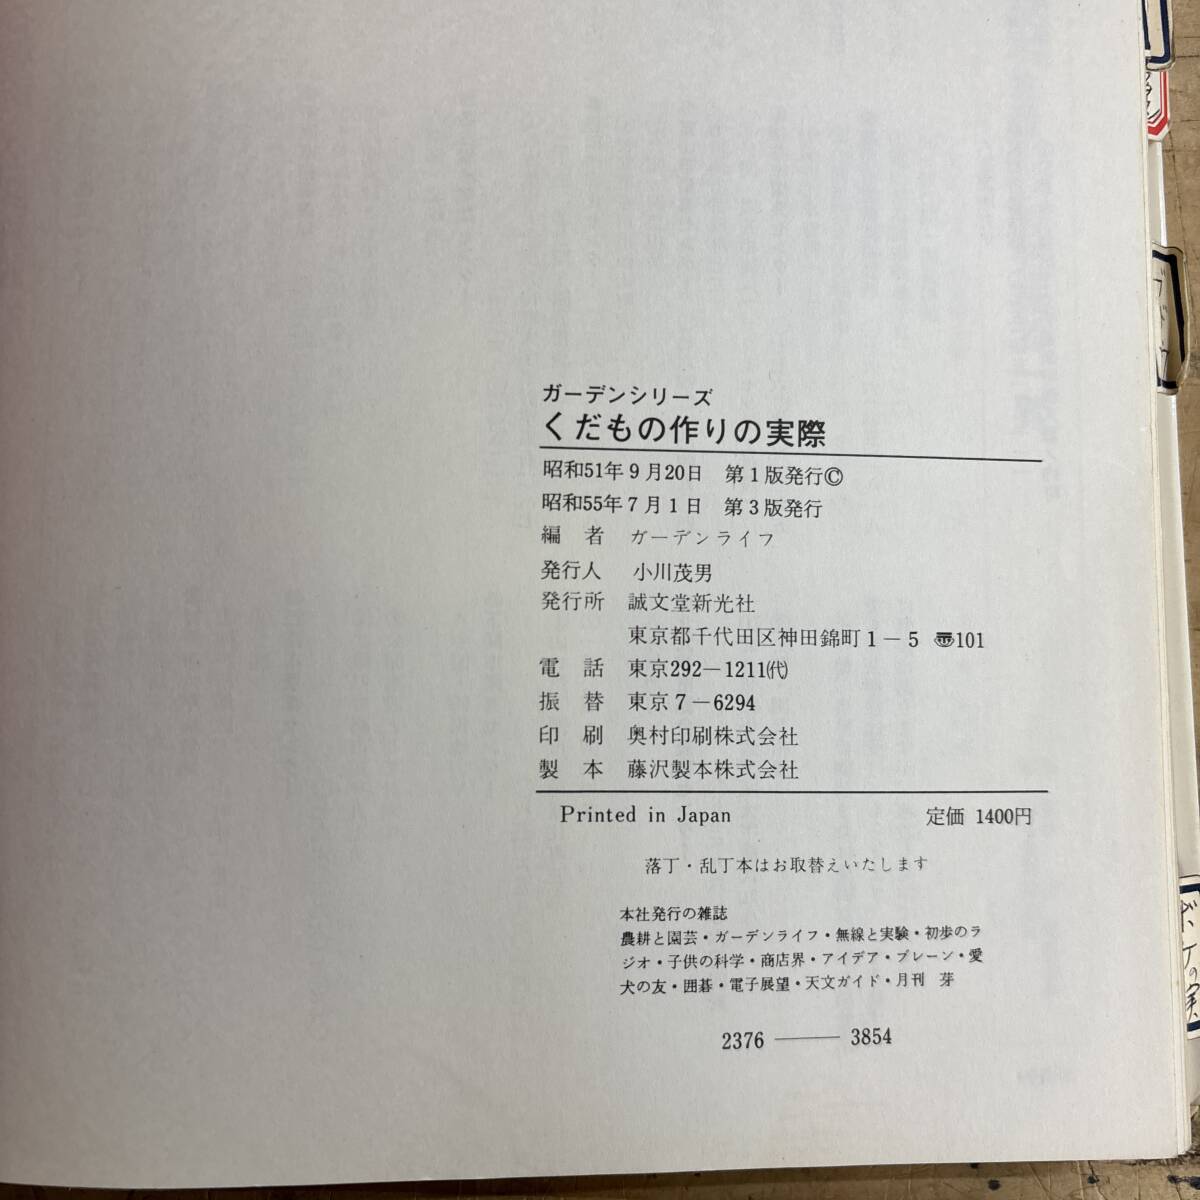 ガーデンシリーズ
くだもの作りの実際
昭和51年9月20日 第1版発行©
昭和55年7月1日 第3版発行
編者 ガーデンライフ
発行人 小川茂男
発行所 誠文堂新光社
東京都千代田区神田錦町1-5 〠101
電話 東京292-1211㈹
振替 東京7-6294
印刷 奥村印刷株式会社
製本 藤沢製本株式会社
Printed in Japan 定価 1400円
落丁・乱丁本はお取替えいたします
本社発行の雑誌
農耕と園芸・ガーデンライフ・無線と実験・初歩のラ
ジオ・子供の科学・商店界・アイデア・ブレーン・愛
犬の友・囲碁・電子展望・天文ガイド・月刊 芽
2376——3854
ブドウ
ボケの実